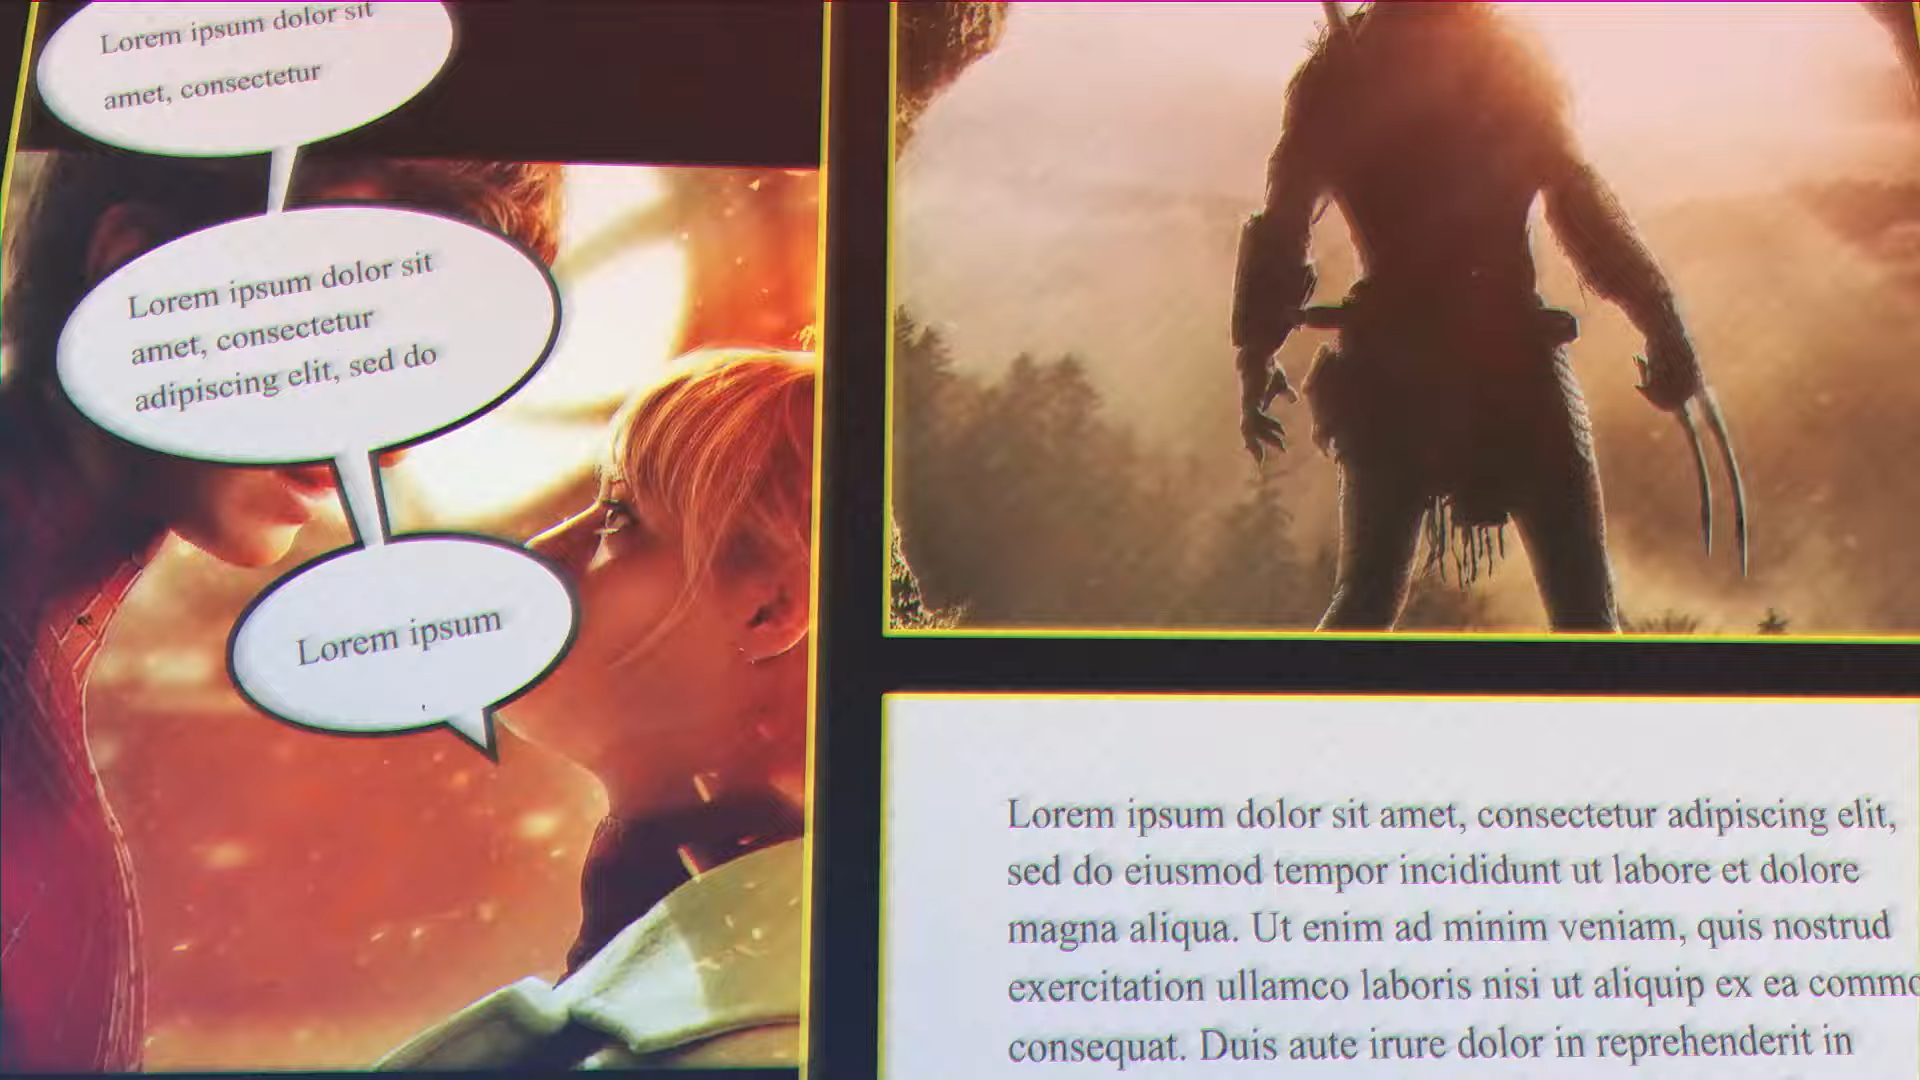 Lorem ipsum dolor sit
amet, consectetur
Lorem ipsum dolor sit
amet, consectetur
adipiscing elit, sed do
Lorem ipsum
Lorem ipsum dolor sit amet, consectetur adipiscing elit,
sed do eiusmod tempor incididunt ut labore et dolore
magna aliqua. Ut enim ad minim veniam, quis nostrud
exercitation ullamco laboris nisi ut aliquip ex ea commo
consequat. Duis aute irure dolor in reprehenderit in